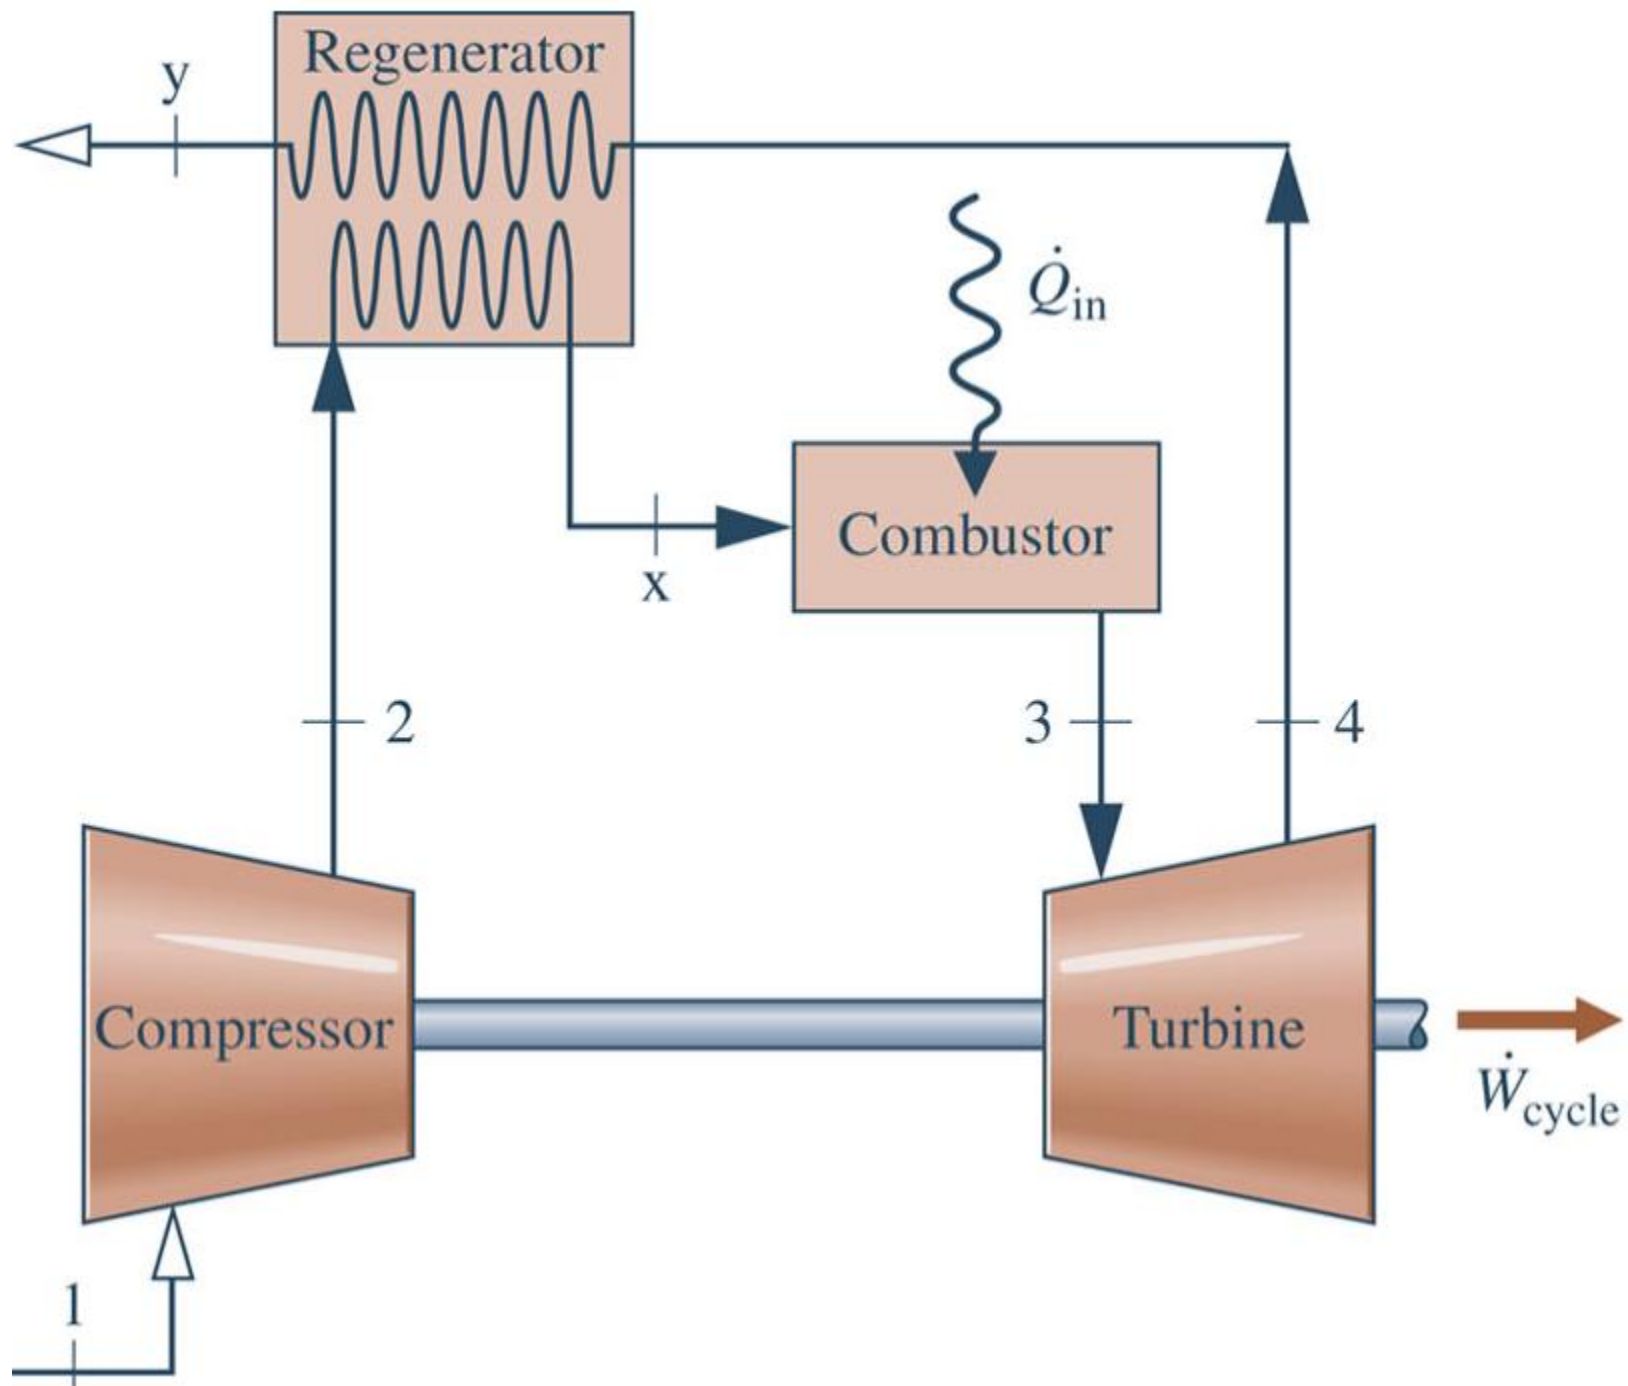 Regenerator
y
Q̇in
Combustor
x
2
3
4
Compressor
Turbine
Ẇcycle
1